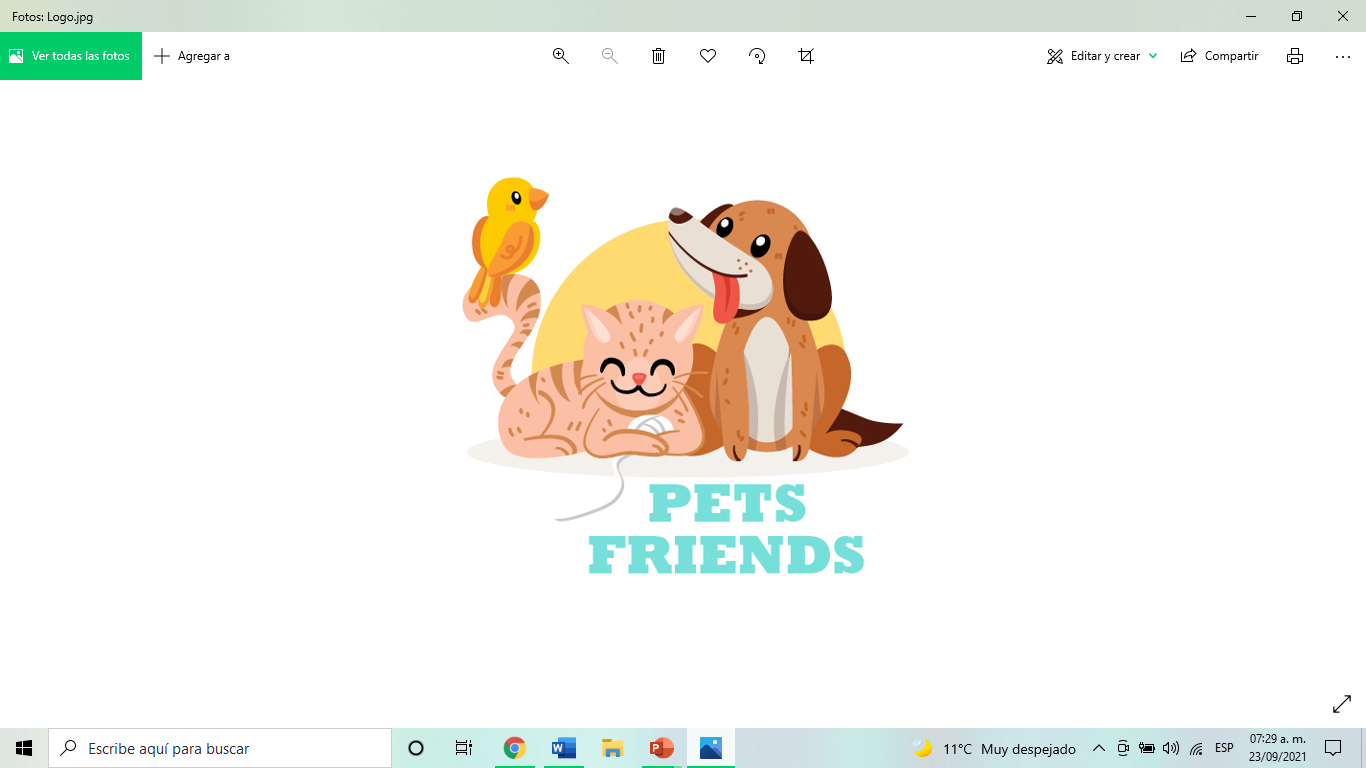 Fotos: Logo.jpg
Ver todas las fotos
Agregar a
Editar y crear
Compartir
PETS
FRIENDS
Escribe aquí para buscar
11°C Muy despejado
ESP
07:29 a. m.
23/09/2021